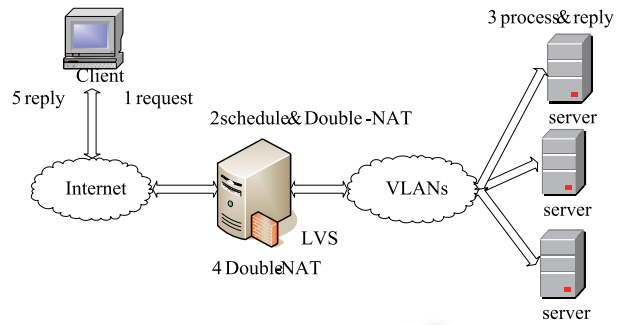 3 process & reply
Client
5 reply
1 request
2schedule & Double -NAT
server
Internet
VLANs
LVS
server
4 DoubleNAT
server